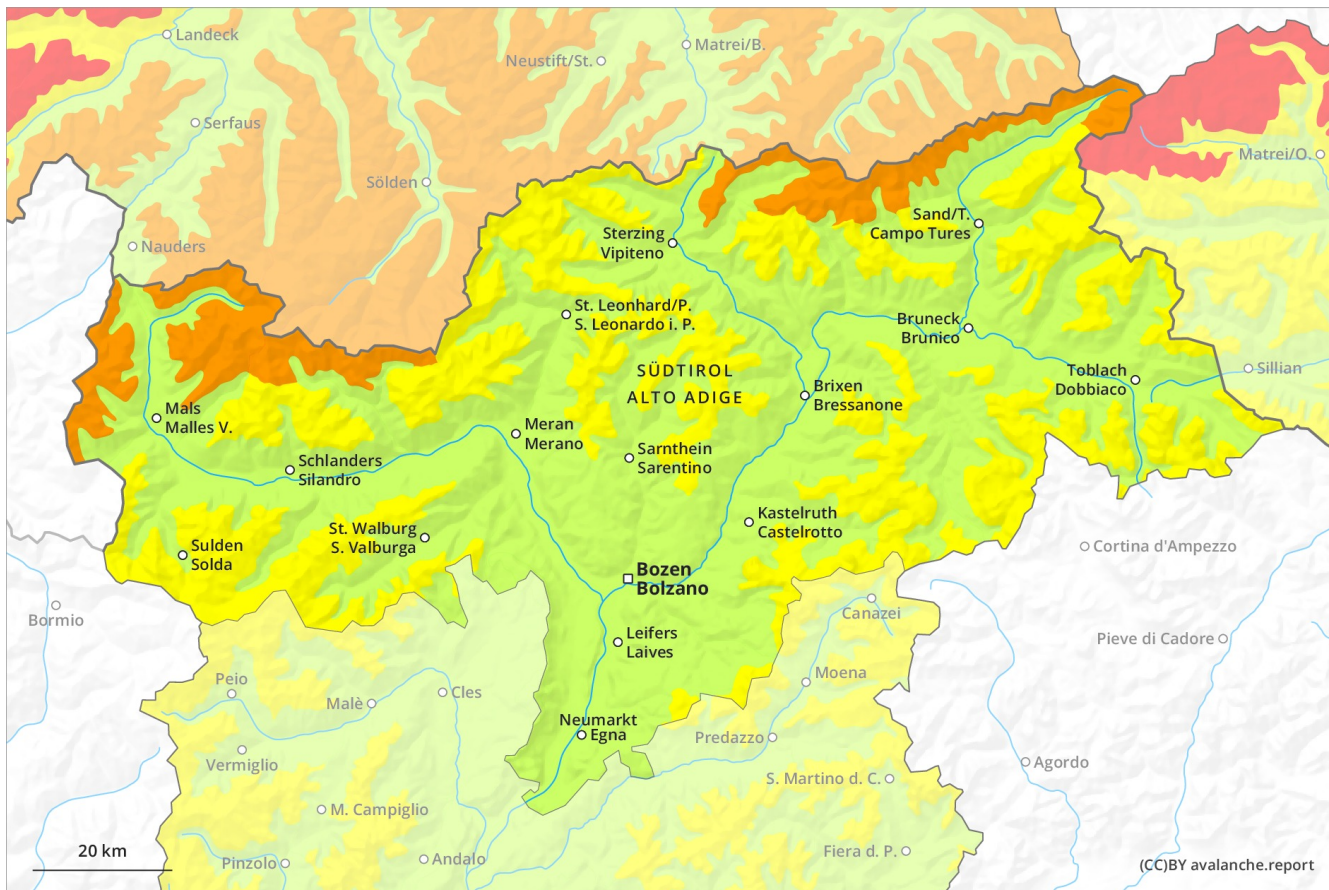 Landeck
Matrei/B.
Neustift/St.
Serfaus
Matrei/O.
Sölden
Sand/T.
Campo Tures
Sterzing
Vipiteno
Nauders
St. Leonhard/P.
S. Leonardo i. P.
Bruneck
Brunico
SÜDTIROL
ALTO ADIGE
Toblach
Dobbiaco
Sillian
Brixen
Bressanone
Mals
Malles V.
Meran
Merano
Sarnthein
Sarentino
Schlanders
Silandro
Kastelruth
Castelrotto
St. Walburg
S. Valburga
Sulden
Solda
Cortina d'Ampezzo
Bozen
Bolzano
Bormio
Canazei
Leifers
Laives
Pieve di Cadore
Peio
Moena
Malè
Cles
Neumarkt
Egna
Predazzo
Vermiglio
Agordo
S. Martino d. C.
M. Campiglio
20 km
Pinzolo
Andalo
Fiera d. P.
(CC)BY avalanche.report